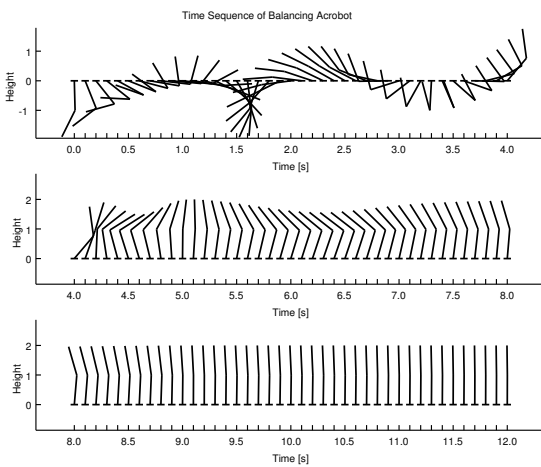 Time Sequence of Balancing Acrobot
Height
1
0
-1
0.0 0.5 1.0 1.5 2.0 2.5 3.0 3.5 4.0
Time [s]
Height
2
1
0
4.0 4.5 5.0 5.5 6.0 6.5 7.0 7.5 8.0
Time [s]
Height
2
1
0
8.0 8.5 9.0 9.5 10.0 10.5 11.0 11.5 12.0
Time [s]